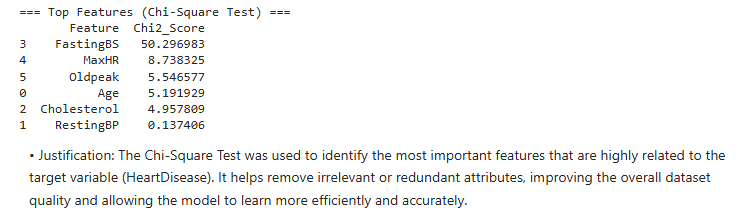 === Top Features (Chi-Square Test) ===
Feature Chi2_Score
3 FastingBS 50.296983
4 MaxHR 8.738325
5 Oldpeak 5.546577
0 Age 5.191929
2 Cholesterol 4.957809
1 RestingBP 0.137406
• Justification: The Chi-Square Test was used to identify the most important features that are highly related to the
target variable (HeartDisease). It helps remove irrelevant or redundant attributes, improving the overall dataset
quality and allowing the model to learn more efficiently and accurately.